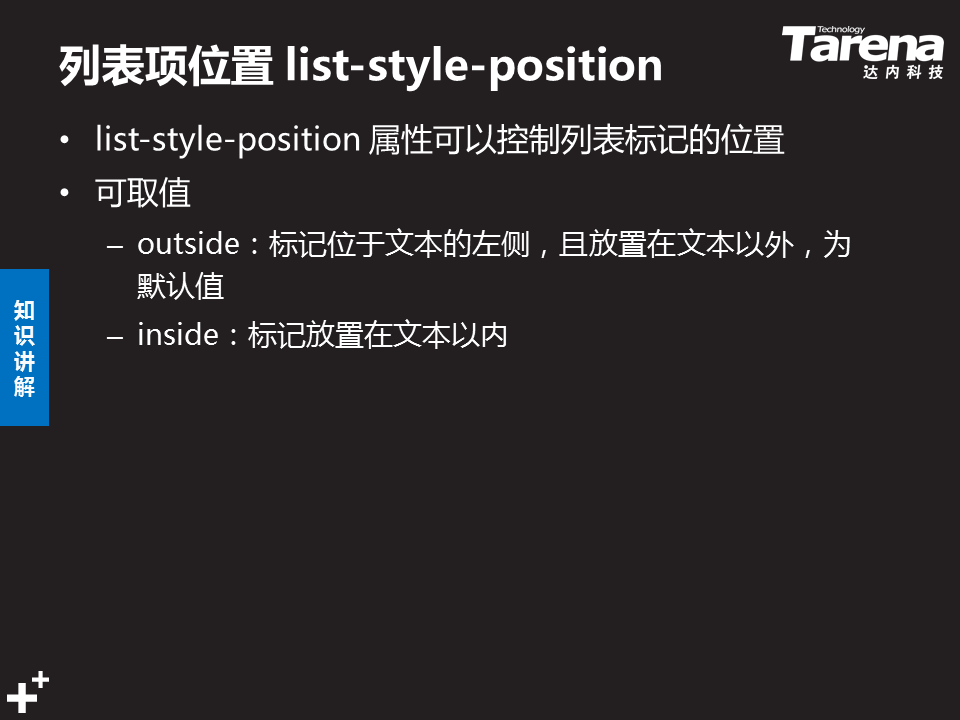 列表项位置 list-style-position
Technology
Tarena
达内科技
• list-style-position 属性可以控制列表标记的位置
• 可取值
– outside：标记位于文本的左侧，且放置在文本以外，为
默认值
– inside：标记放置在文本以内
知
识
讲
解